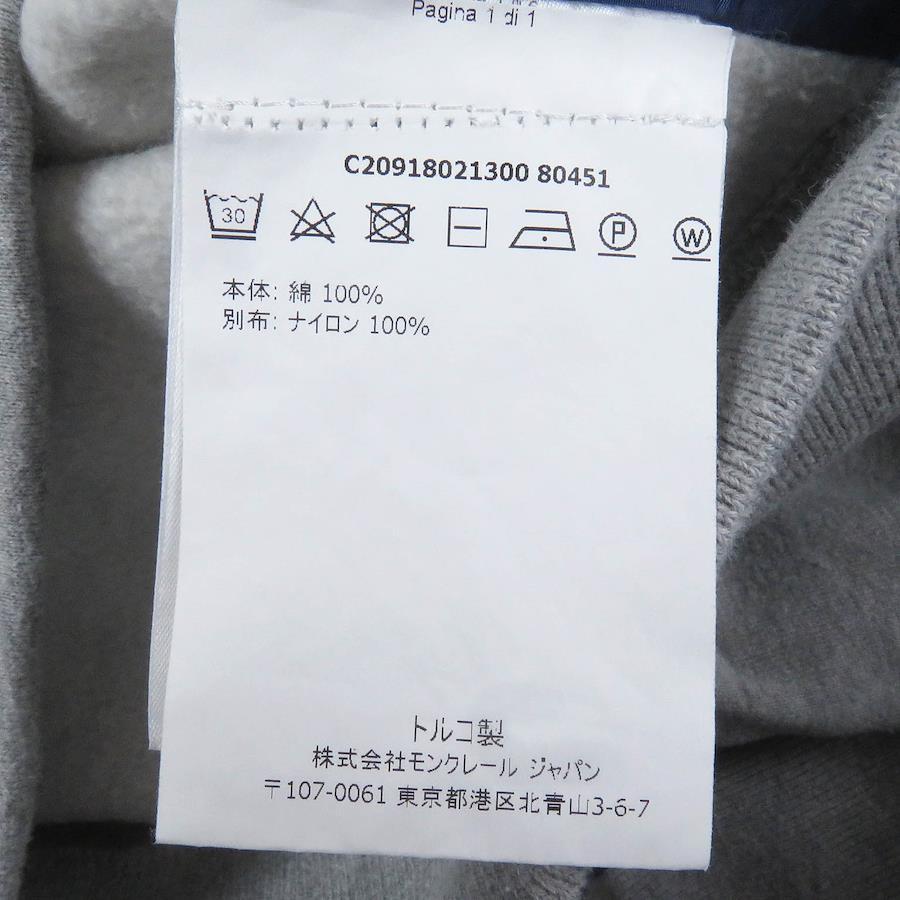 Pagina 1 di 1
C20918021300 80451
30 P W
本体: 綿 100%
別布: ナイロン 100%
トルコ製
株式会社モンクレール ジャパン
〒107-0061 東京都港区北青山3-6-7